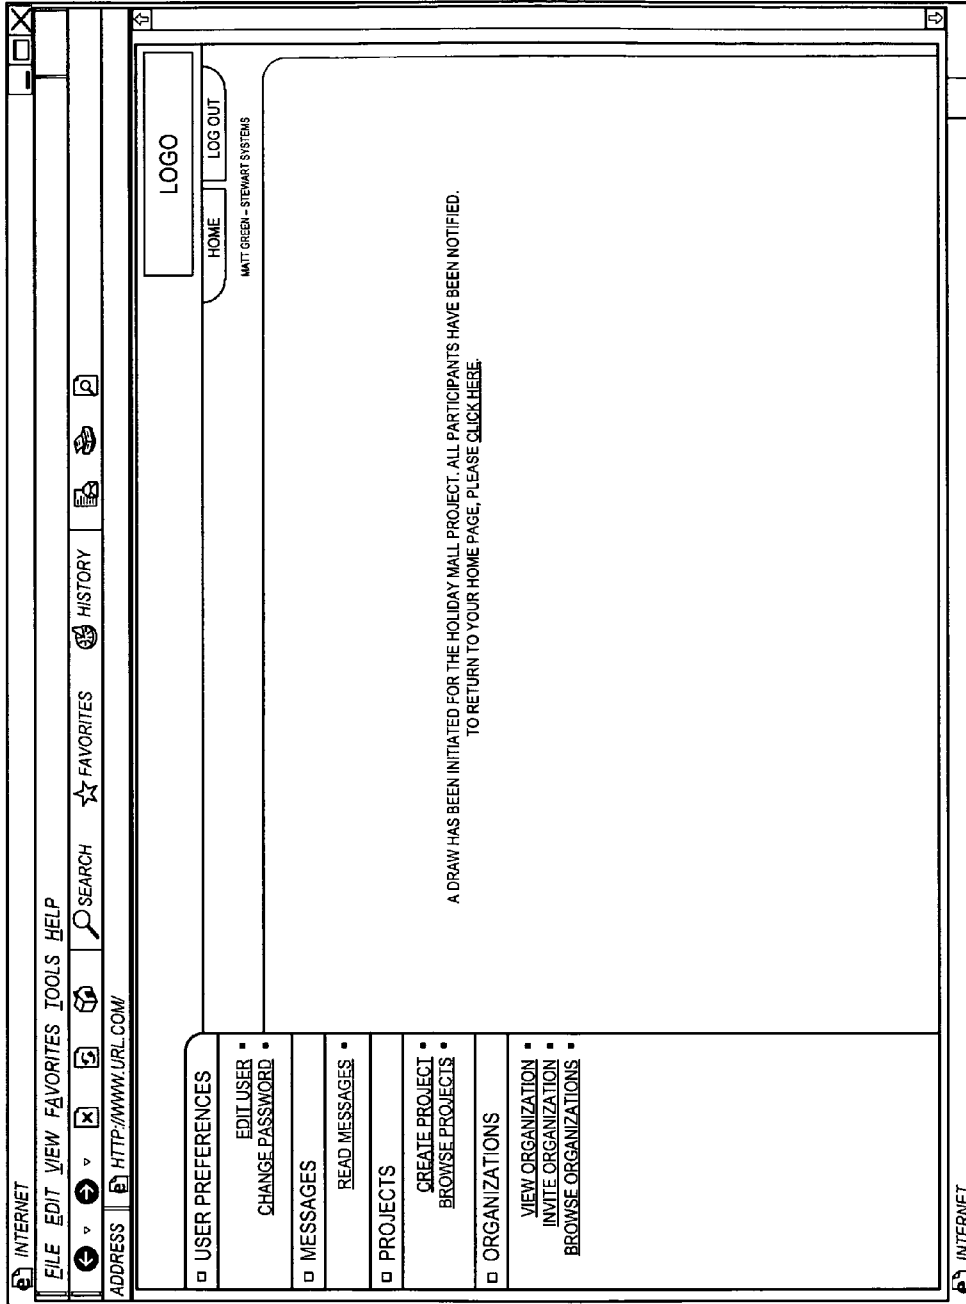 INTERNET
FILE EDIT VIEW FAVORITES TOOLS HELP
SEARCH FAVORITES HISTORY
ADDRESS HTTP://WWW.URL.COM/
LOGO
HOME LOG OUT
MATT GREEN – STEWART SYSTEMS
USER PREFERENCES
EDIT USER
CHANGE PASSWORD
MESSAGES
READ MESSAGES
PROJECTS
CREATE PROJECT
BROWSE PROJECTS
ORGANIZATIONS
VIEW ORGANIZATION
INVITE ORGANIZATION
BROWSE ORGANIZATIONS
A DRAW HAS BEEN INITIATED FOR THE HOLIDAY MALL PROJECT. ALL PARTICIPANTS HAVE BEEN NOTIFIED.
TO RETURN TO YOUR HOME PAGE, PLEASE CLICK HERE.
INTERNET